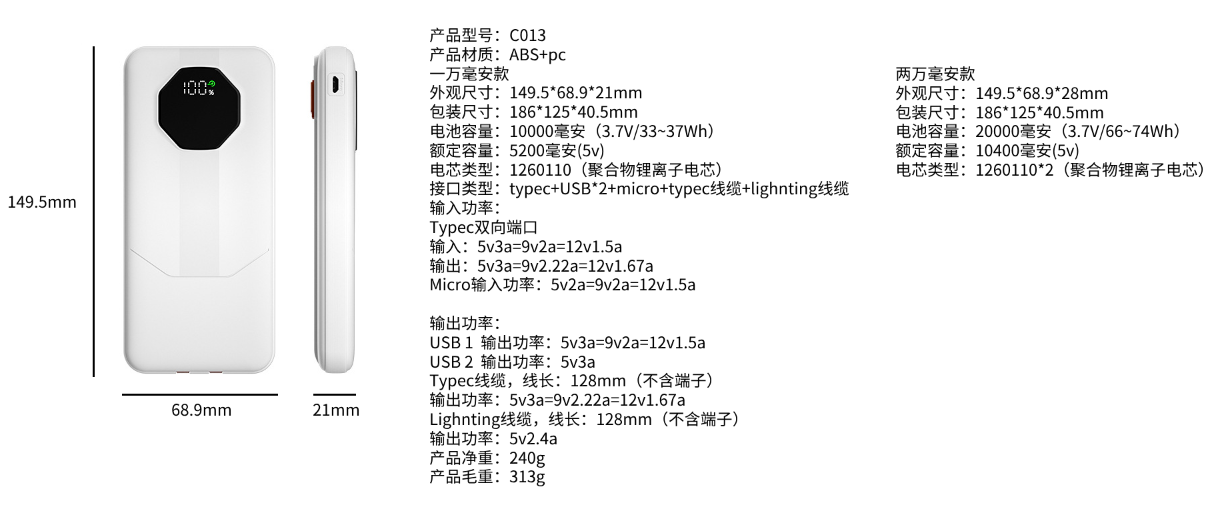 100%
149.5mm
68.9mm
21mm
产品型号：C013
产品材质：ABS+pc
一万毫安款
外观尺寸：149.5*68.9*21mm
包装尺寸：186*125*40.5mm
电池容量：10000毫安（3.7V/33~37Wh）
额定容量：5200毫安(5v)
电芯类型：1260110（聚合物锂离子电芯）
接口类型：typec+USB*2+micro+typec线缆+lighnting线缆
输入功率：
Typec双向端口
输入：5v3a=9v2a=12v1.5a
输出：5v3a=9v2.22a=12v1.67a
Micro输入功率：5v2a=9v2a=12v1.5a
输出功率：
USB 1 输出功率：5v3a=9v2a=12v1.5a
USB 2 输出功率：5v3a
Typec线缆，线长：128mm（不含端子）
输出功率：5v3a=9v2.22a=12v1.67a
Lighnting线缆，线长：128mm（不含端子）
输出功率：5v2.4a
产品净重：240g
产品毛重：313g
两万毫安款
外观尺寸：149.5*68.9*28mm
包装尺寸：186*125*40.5mm
电池容量：20000毫安（3.7V/66~74Wh）
额定容量：10400毫安(5v)
电芯类型：1260110*2（聚合物锂离子电芯）